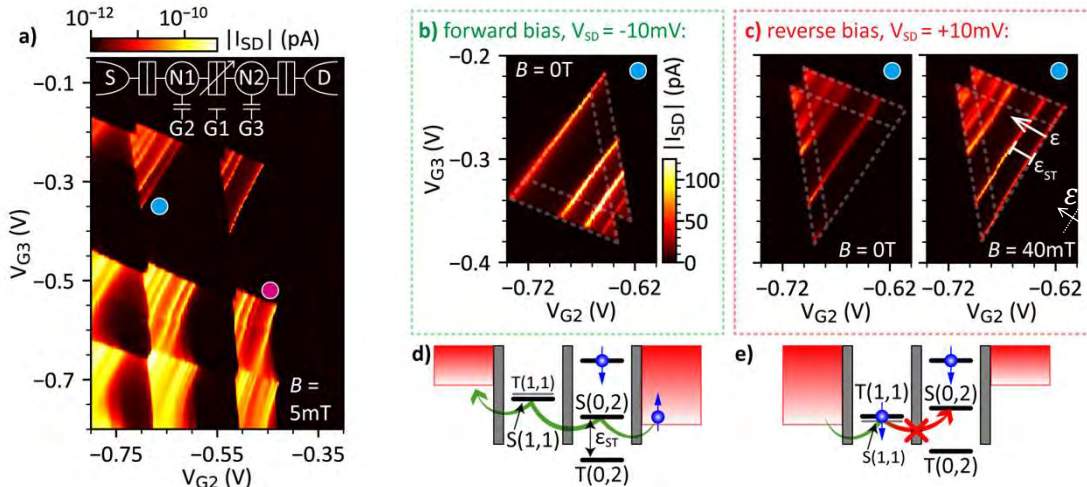 a)
10⁻¹² 10⁻¹⁰
|I_SD| (pA)
S N1 N2 D
G2 G1 G3
−0.1
−0.3
−0.5
−0.7
V_G3 (V)
B =
5mT
−0.75 −0.55 −0.35
V_G2 (V)
b) forward bias, V_SD = -10mV:
B = 0T
|I_SD| (pA)
100
50
0
−0.2
−0.3
−0.4
V_G3 (V)
−0.72 −0.62
V_G2 (V)
c) reverse bias, V_SD = +10mV:
B = 0T
−0.72 −0.62
V_G2 (V)
ε
ε_ST
ε
B = 40mT
−0.72 −0.62
V_G2 (V)
d)
T(1,1)
S(1,1)
S(0,2)
ε_ST
T(0,2)
e)
T(1,1)
S(1,1)
S(0,2)
T(0,2)